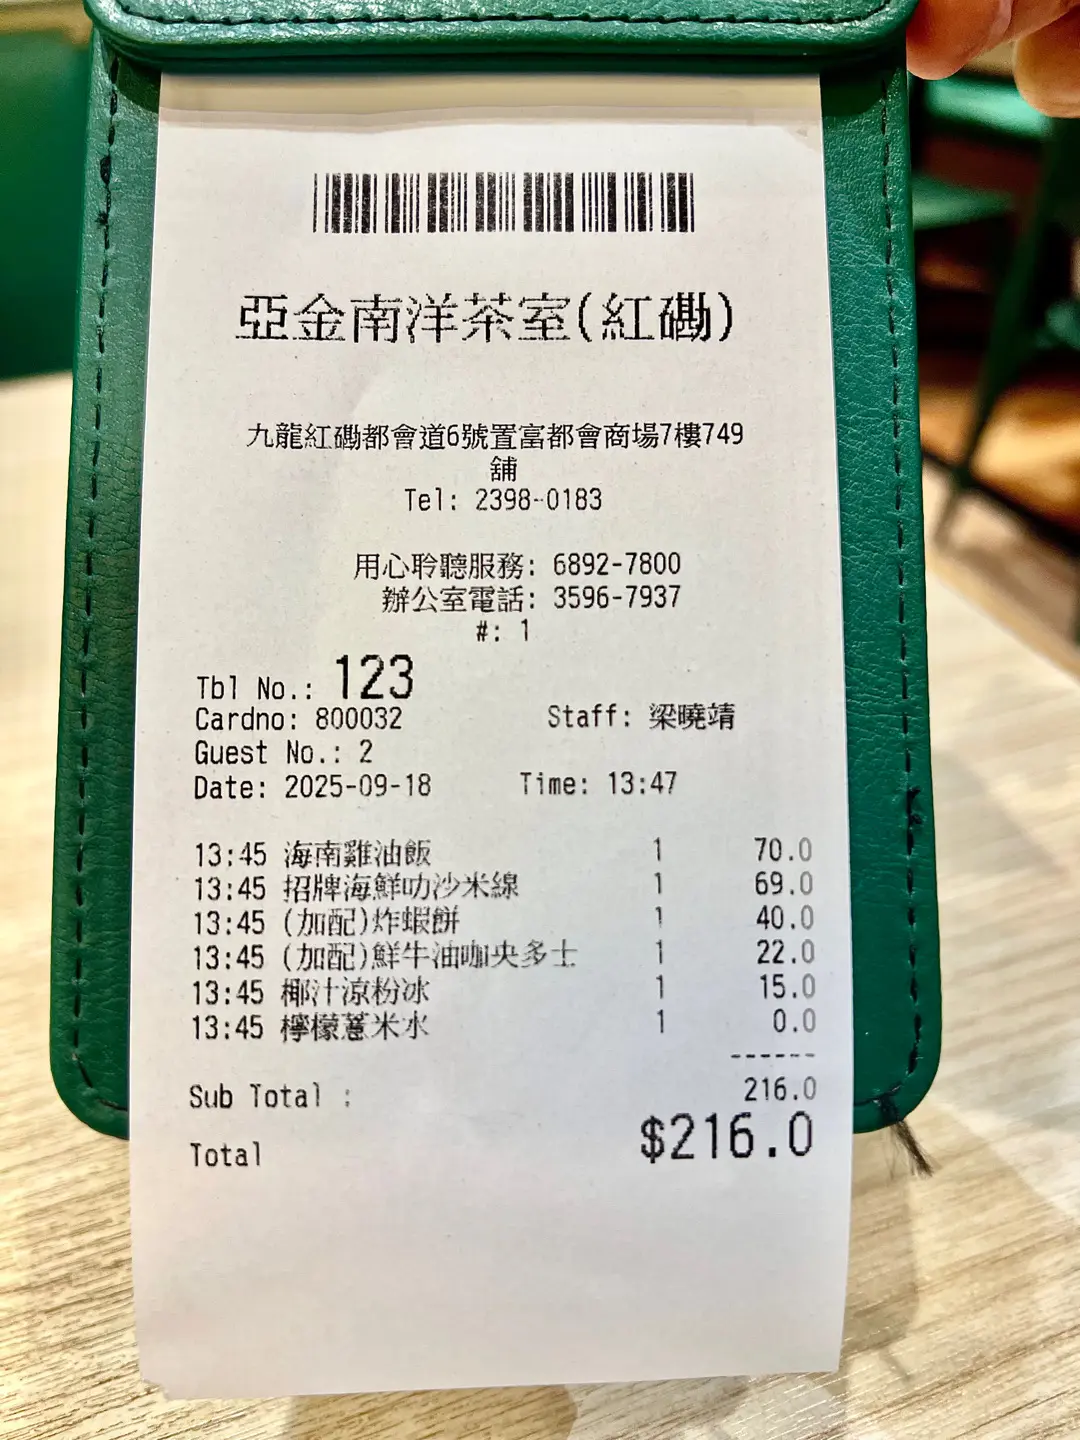 亞金南洋茶室(紅磡)
九龍紅磡都會道6號置富都會商場7樓749
舖
Tel: 2398-0183
用心聆聽服務: 6892-7800
辦公室電話: 3596-7937
#: 1
Tbl No.: 123
Cardno: 800032 Staff: 梁曉靖
Guest No.: 2
Date: 2025-09-18 Time: 13:47
13:45 海南雞油飯 1 70.0
13:45 招牌海鮮叻沙米線 1 69.0
13:45 (加配)炸蝦餅 1 40.0
13:45 (加配)鮮牛油咖央多士 1 22.0
13:45 椰汁涼粉冰 1 15.0
13:45 檸檬薏米水 1 0.0
------
Sub Total : 216.0
Total $216.0